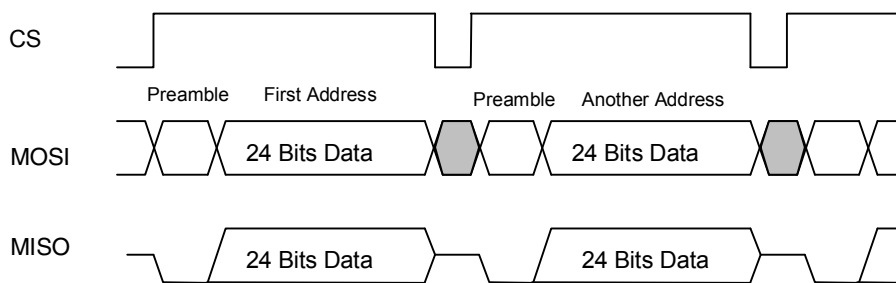 CS
Preamble First Address Preamble Another Address
MOSI 24 Bits Data 24 Bits Data
MISO 24 Bits Data 24 Bits Data